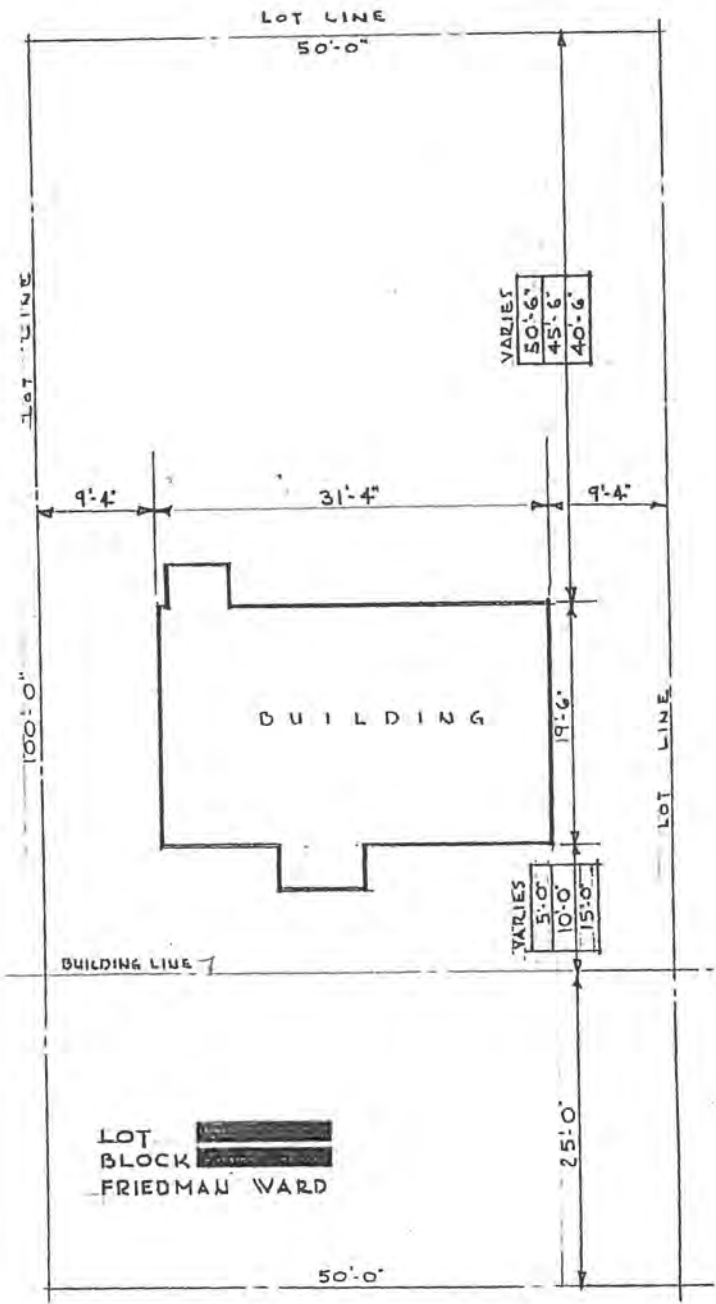 LOT LINE
50'-0"
LOT LINE
VARIES
50'-6"
45'-6"
40'-6"
9'-4"
31'-4"
9'-4"
100'-0"
BUILDING
19'-6"
LOT LINE
VARIES
5'-0"
10'-0"
15'-0"
BUILDING LINE
25'-0"
LOT
BLOCK
FRIEDMAN WARD
50'-0"